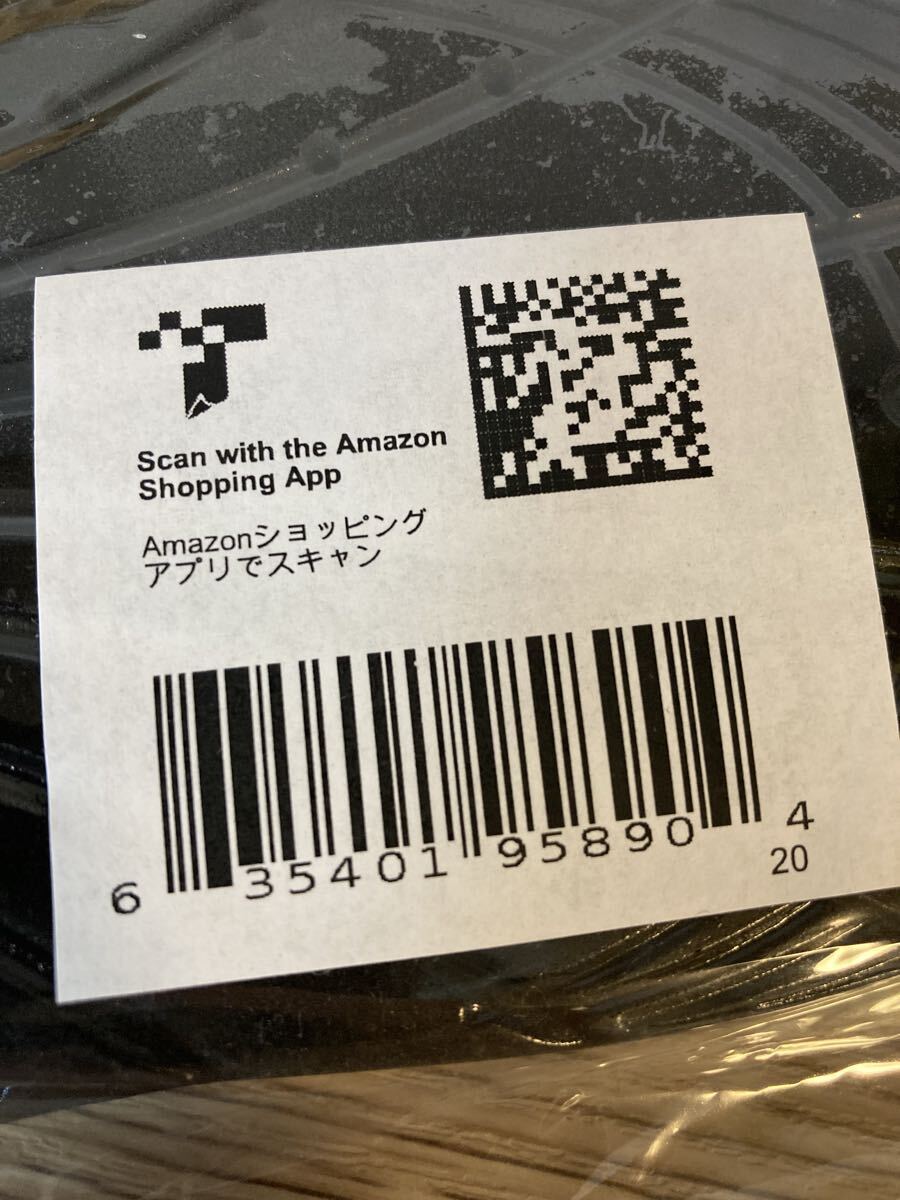 Scan with the Amazon
Shopping App
Amazonショッピング
アプリでスキャン
6 35401 95890 4
20